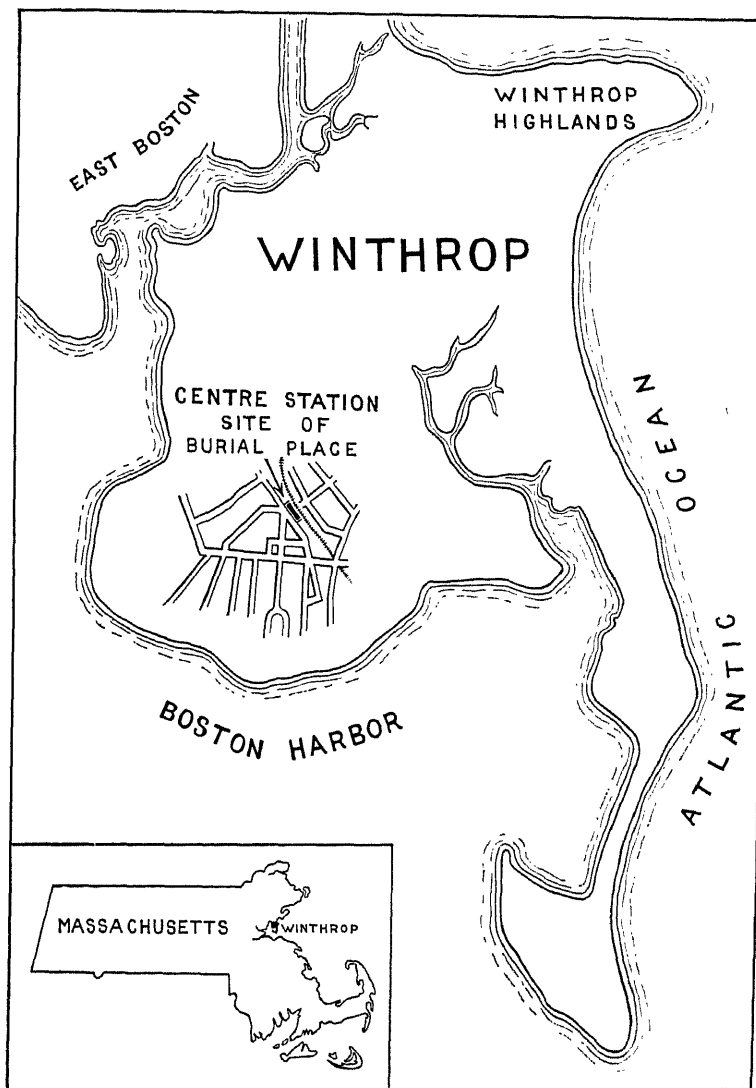 WINTHROP
HIGHLANDS
EAST BOSTON
WINTHROP
CENTRE STATION
SITE OF
BURIAL PLACE
ATLANTIC OCEAN
BOSTON HARBOR
MASSACHUSETTS
WINTHROP